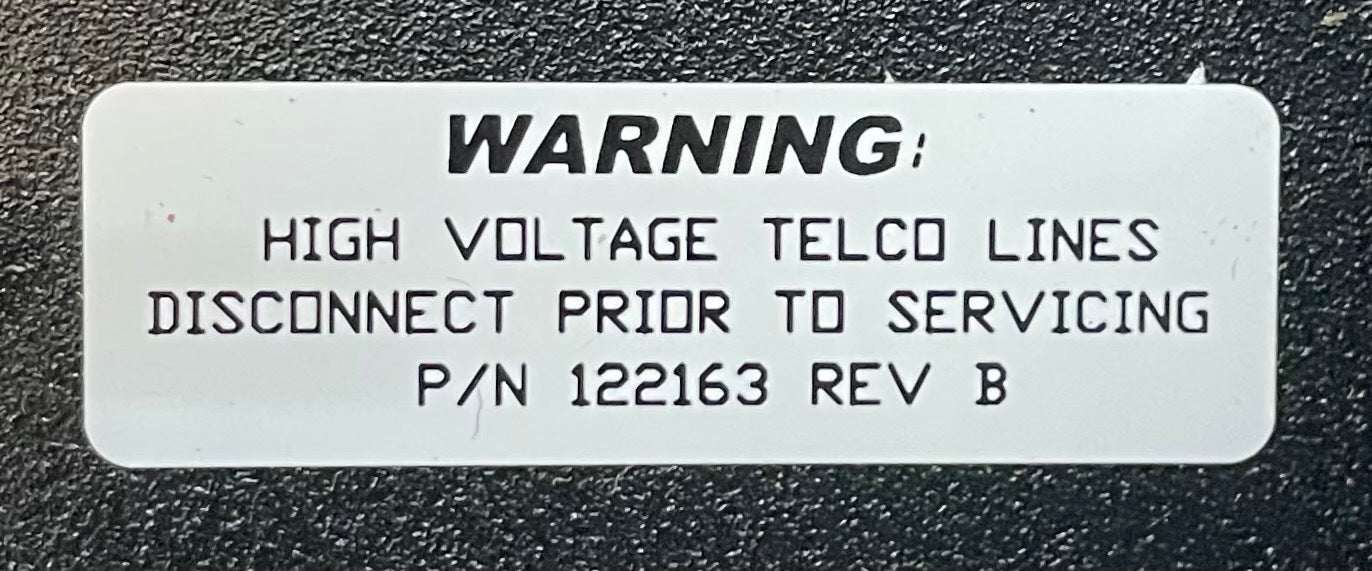 WARNING:
HIGH VOLTAGE TELCO LINES
DISCONNECT PRIOR TO SERVICING
P/N 122163 REV B